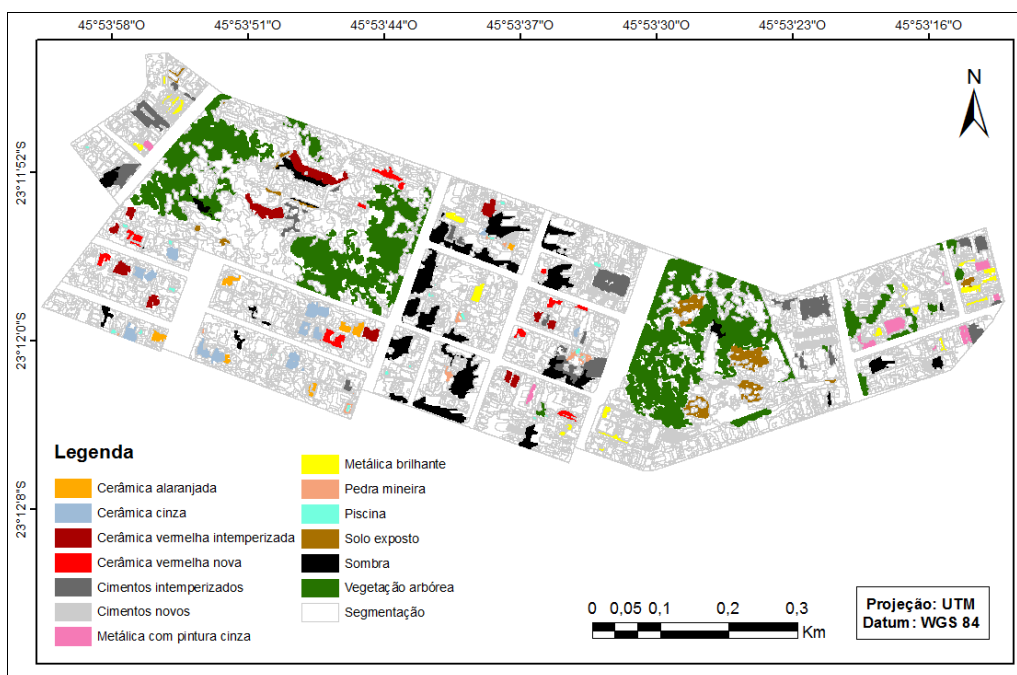 45°53'58"O 45°53'51"O 45°53'44"O 45°53'37"O 45°53'30"O 45°53'23"O 45°53'16"O
N
23°11'52"S
23°12'0"S
23°12'8"S
Legenda
Cerâmica alaranjada
Cerâmica cinza
Cerâmica vermelha intemperizada
Cerâmica vermelha nova
Cimentos intemperizados
Cimentos novos
Metálica com pintura cinza
Metálica brilhante
Pedra mineira
Piscina
Solo exposto
Sombra
Vegetação arbórea
Segmentação
0 0,05 0,1 0,2 0,3
Km
Projeção: UTM
Datum: WGS 84